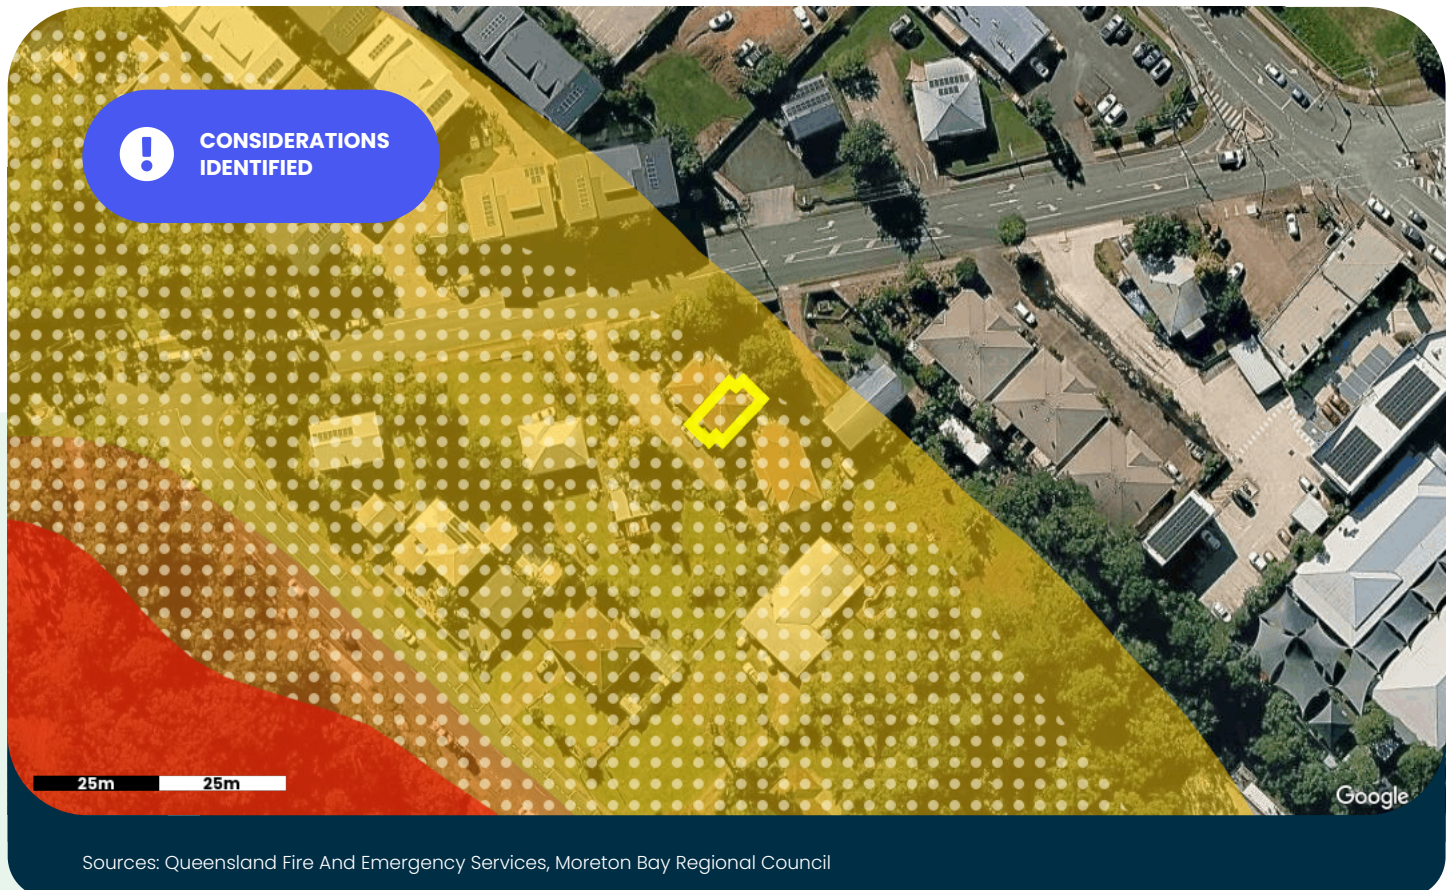 CONSIDERATIONS
IDENTIFIED
25m 25m
Google
Sources: Queensland Fire And Emergency Services, Moreton Bay Regional Council